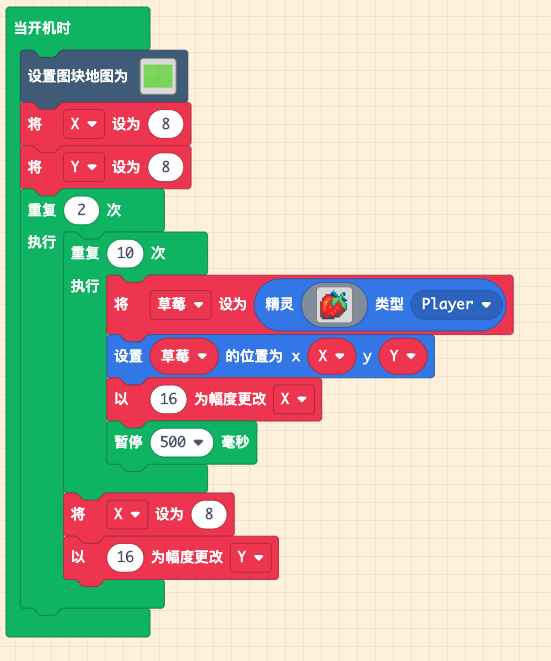 当开机时
设置图块地图为
将 X 设为 8
将 Y 设为 8
重复 2 次
执行 重复 10 次
执行 将 草莓 设为 精灵 类型 Player
设置 草莓 的位置为 x X y Y
以 16 为幅度更改 X
暂停 500 毫秒
将 X 设为 8
以 16 为幅度更改 Y